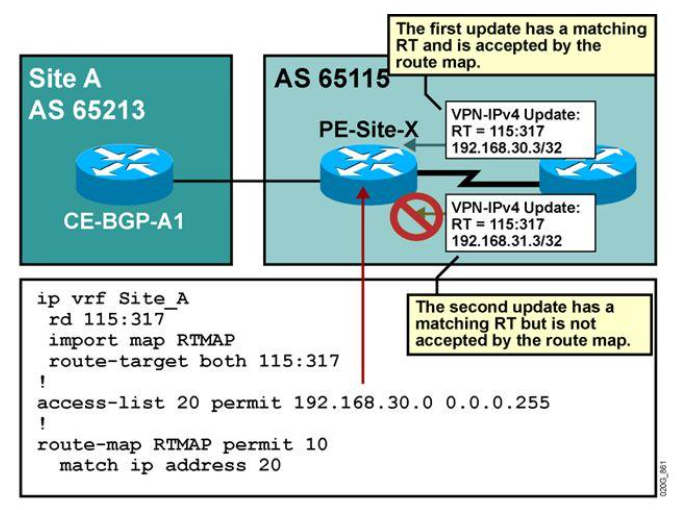 The first update has a matching
RT and is accepted by the
route map.
Site A
AS 65213
AS 65115
PE-Site-X
VPN-IPv4 Update:
RT = 115:317
192.168.30.3/32
CE-BGP-A1
VPN-IPv4 Update:
RT = 115:317
192.168.31.3/32
The second update has a
matching RT but is not
accepted by the route map.
ip vrf Site_A
rd 115:317
import map RTMAP
route-target both 115:317
!
access-list 20 permit 192.168.30.0 0.0.0.255
!
route-map RTMAP permit 10
match ip address 20
020G_861